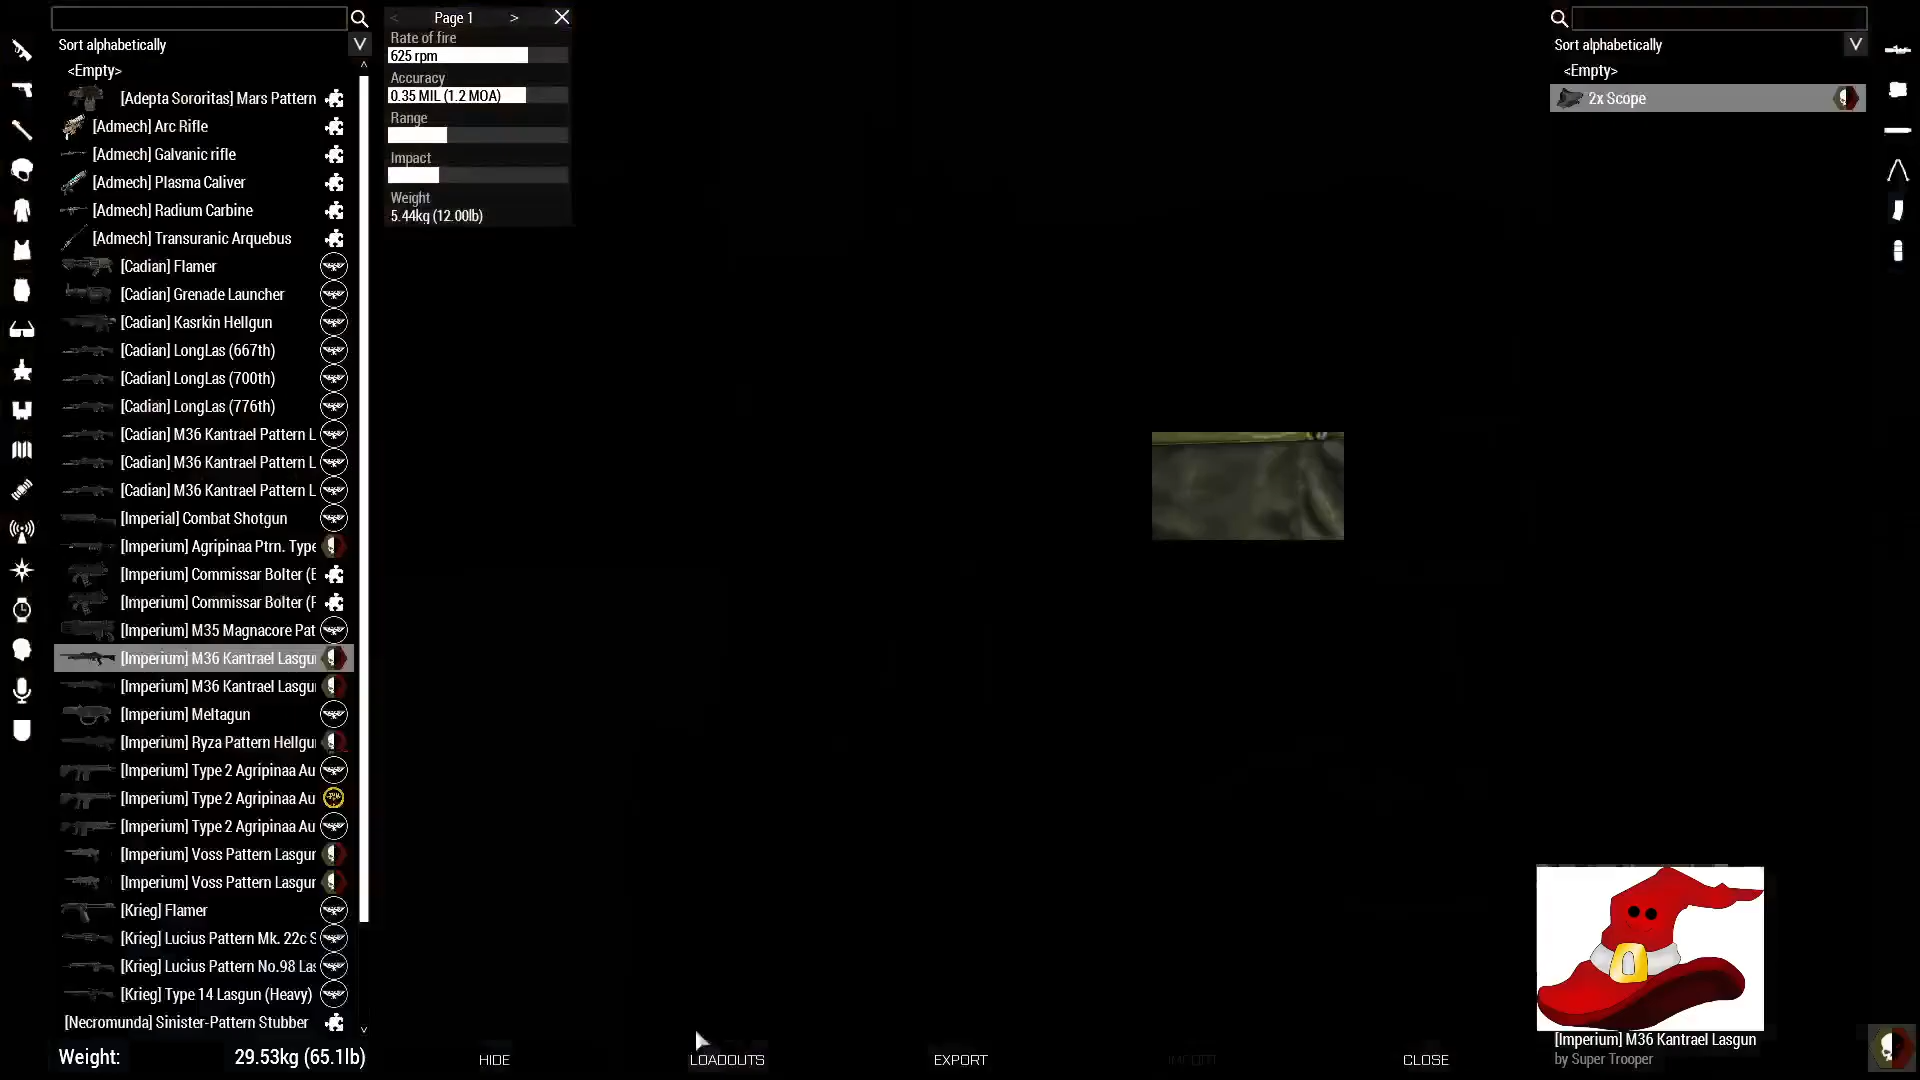 Sort alphabetically
V
<Empty>
[Adepta Sororitas] Mars Pattern
[Admech] Arc Rifle
[Admech] Galvanic rifle
[Admech] Plasma Caliver
[Admech] Radium Carbine
[Admech] Transuranic Arquebus
[Cadian] Flamer
[Cadian] Grenade Launcher
[Cadian] Kasrkin Hellgun
[Cadian] LongLas (667th)
[Cadian] LongLas (700th)
[Cadian] LongLas (776th)
[Cadian] M36 Kantrael Pattern L
[Cadian] M36 Kantrael Pattern L
[Cadian] M36 Kantrael Pattern L
[Imperial] Combat Shotgun
[Imperium] Agripinaa Ptrn. Type
[Imperium] Commissar Bolter (E
[Imperium] Commissar Bolter (F
[Imperium] M35 Magnacore Pat
[Imperium] M36 Kantrael Lasgu
[Imperium] M36 Kantrael Lasgu
[Imperium] Meltagun
[Imperium] Ryza Pattern Hellgu
[Imperium] Type 2 Agripinaa Au
[Imperium] Type 2 Agripinaa Au
[Imperium] Type 2 Agripinaa Au
[Imperium] Voss Pattern Lasgur
[Imperium] Voss Pattern Lasgur
[Krieg] Flamer
[Krieg] Lucius Pattern Mk. 22c S
[Krieg] Lucius Pattern No.98 Las
[Krieg] Type 14 Lasgun (Heavy)
[Necromunda] Sinister-Pattern Stubber
Weight: 29.53kg (65.1lb)
< Page 1 >
Rate of fire
625 rpm
Accuracy
0.35 MIL (1.2 MOA)
Range
Impact
Weight
5.44kg (12.00lb)
HIDE
LOADOUTS
EXPORT
IMPORT
CLOSE
Sort alphabetically
V
<Empty>
2x Scope
[Imperium] M36 Kantrael Lasgun
by Super Trooper